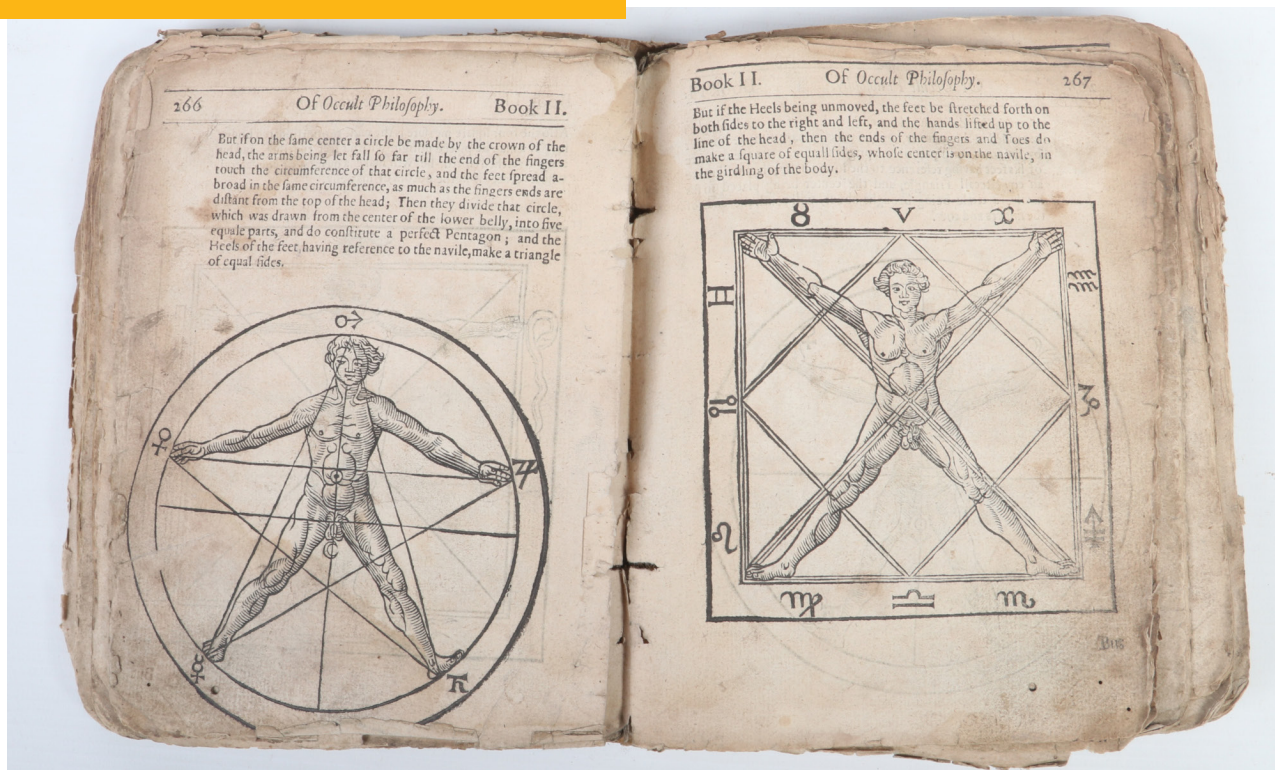 266 Of Occult Philoſophy. Book II.
But if on the ſame center a circle be made by the crown of the
head, the arms being let fall ſo far till the end of the fingers
touch the circumference of that circle, and the feet ſpread a-
broad in the ſame circumference, as much as the fingers ends are
diſtant from the top of the head; Then they divide that circle,
which was drawn from the center of the lower belly, into five
equale parts, and do conſtitute a perfect Pentagon; and the
Heels of the feet, having reference to the navile, make a triangle
of equal ſides.
♂
♀
♃
☿
♄
Book II. Of Occult Philoſophy. 267
But if the Heels being unmoved, the feet be ſtretched forth on
both ſides to the right and left, and the hands lifted up to the
line of the head, then the ends of the fingers and Toes do
make a ſquare of equall ſides, whoſe center is on the navile, in
the girdling of the body.
♉ ♈ ♓
♊ ♒
♋ ♑
♌ ♐
♍ ♎ ♏